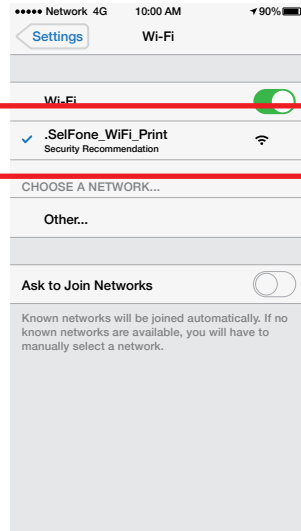 Network 4G 10:00 AM 90%
Settings Wi-Fi
Wi-Fi
.SelFone_WiFi_Print
Security Recommendation
CHOOSE A NETWORK...
Other...
Ask to Join Networks
Known networks will be joined automatically. If no
known networks are available, you will have to
manually select a network.